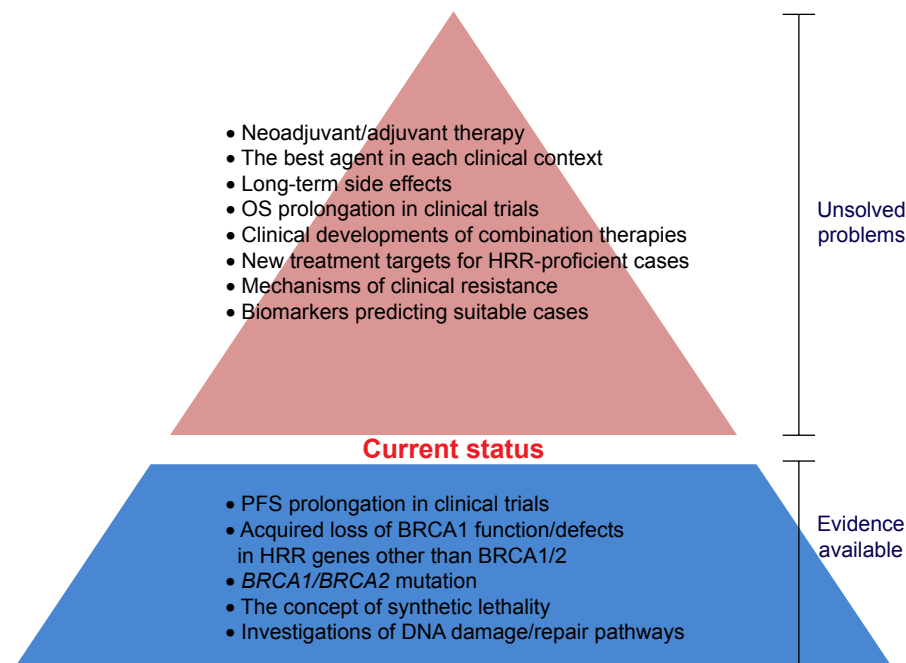 • Neoadjuvant/adjuvant therapy
• The best agent in each clinical context
• Long-term side effects
• OS prolongation in clinical trials
• Clinical developments of combination therapies
• New treatment targets for HRR-proficient cases
• Mechanisms of clinical resistance
• Biomarkers predicting suitable cases
Unsolved
problems
Current status
• PFS prolongation in clinical trials
• Acquired loss of BRCA1 function/defects
in HRR genes other than BRCA1/2
• BRCA1/BRCA2 mutation
• The concept of synthetic lethality
• Investigations of DNA damage/repair pathways
Evidence
available